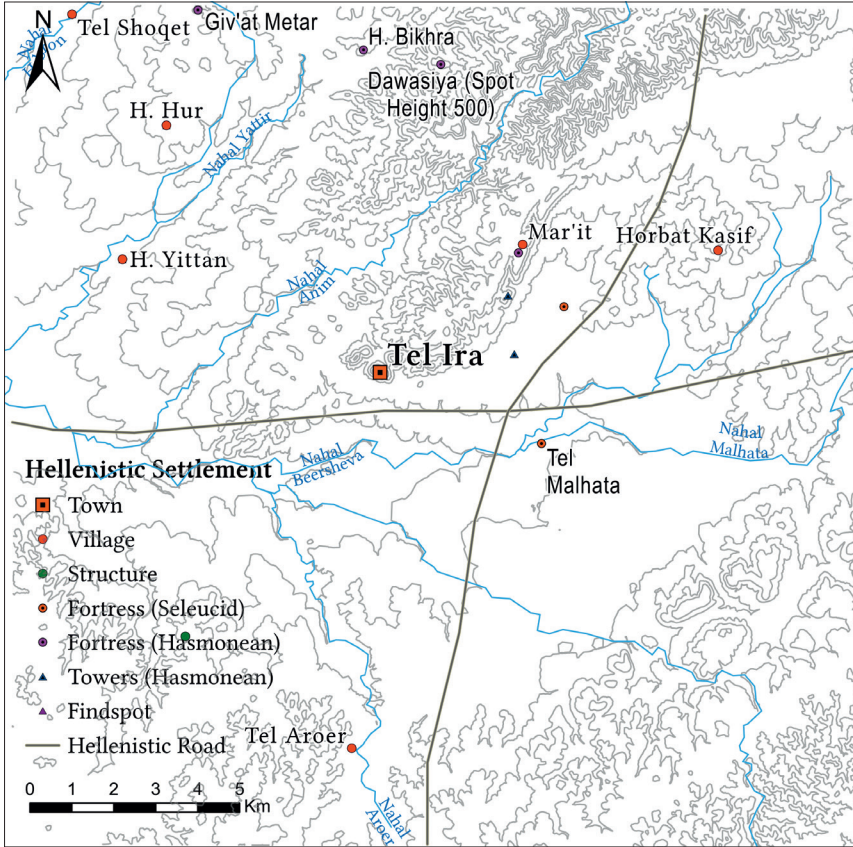 N
Tel Shoqet
Giv'at Metar
H. Bikhra
Dawasiya (Spot
Height 500)
H. Hur
Nahal Yattir
Mar'it
Horbat Kasif
H. Yittan
Nahal
Anim
Tel Ira
Nahal
Beersheva
Nahal
Malhata
Tel
Malhata
Hellenistic Settlement
Town
Village
Structure
Fortress (Seleucid)
Fortress (Hasmonean)
Towers (Hasmonean)
Findspot
Hellenistic Road
Tel Aroer
Nahal
Aroer
0 1 2 3 4 5
Km